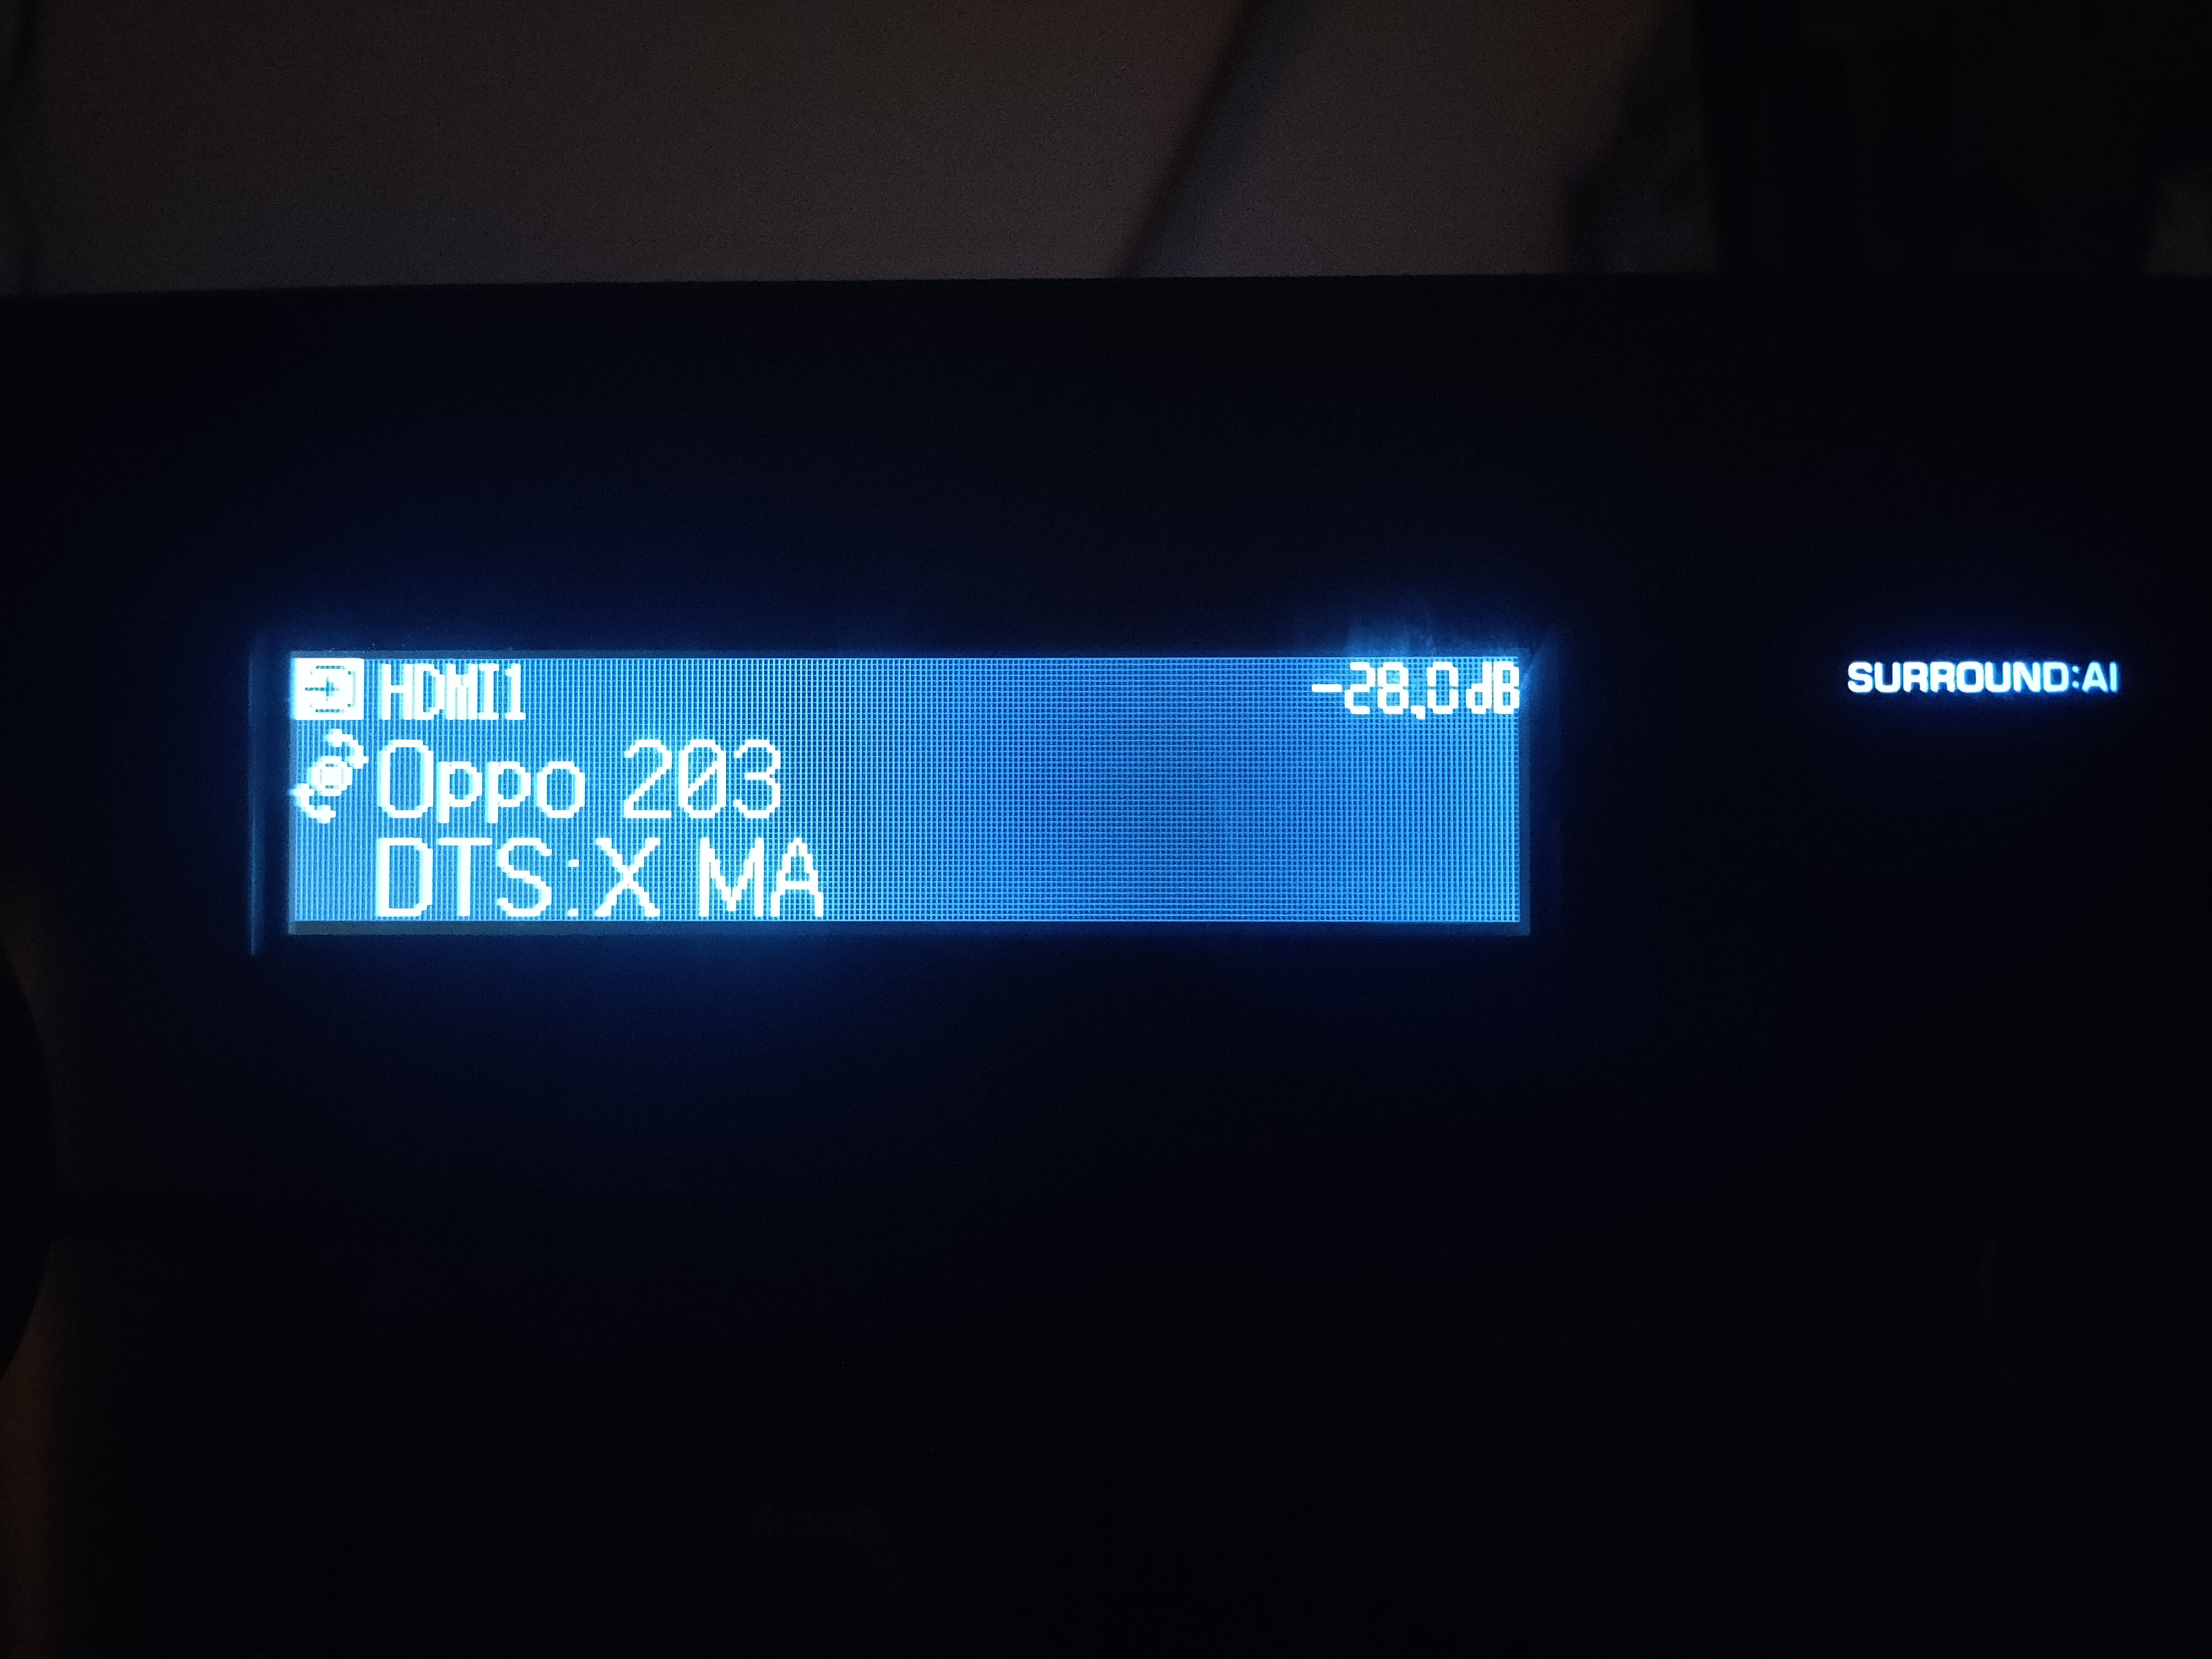 HDMI1 -28.0dB
SURROUND:AI
Oppo 203
DTS:X MA